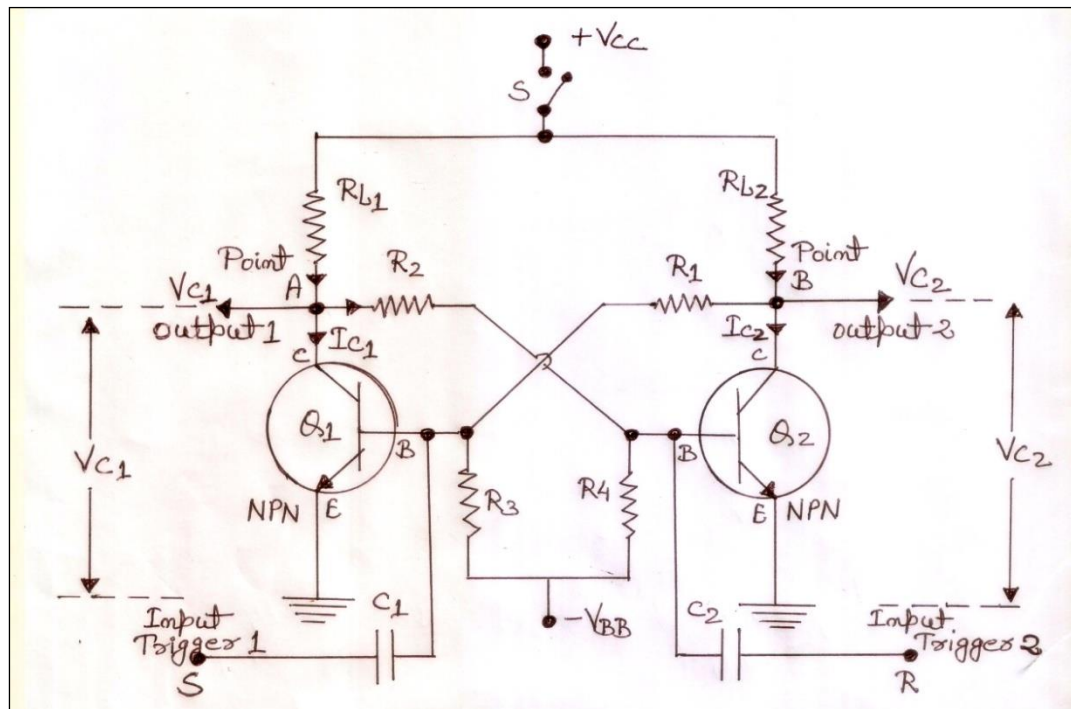 +VCC
S
RL1
RL2
Point
A
R2
R1
Point
B
VC1
output 1
VC2
output 2
IC1
C
IC2
C
Q1
B
B
Q2
VC1
VC2
NPN
E
R3
R4
E
NPN
C1
C2
-VBB
Input
Trigger 1
S
Input
Trigger 2
R